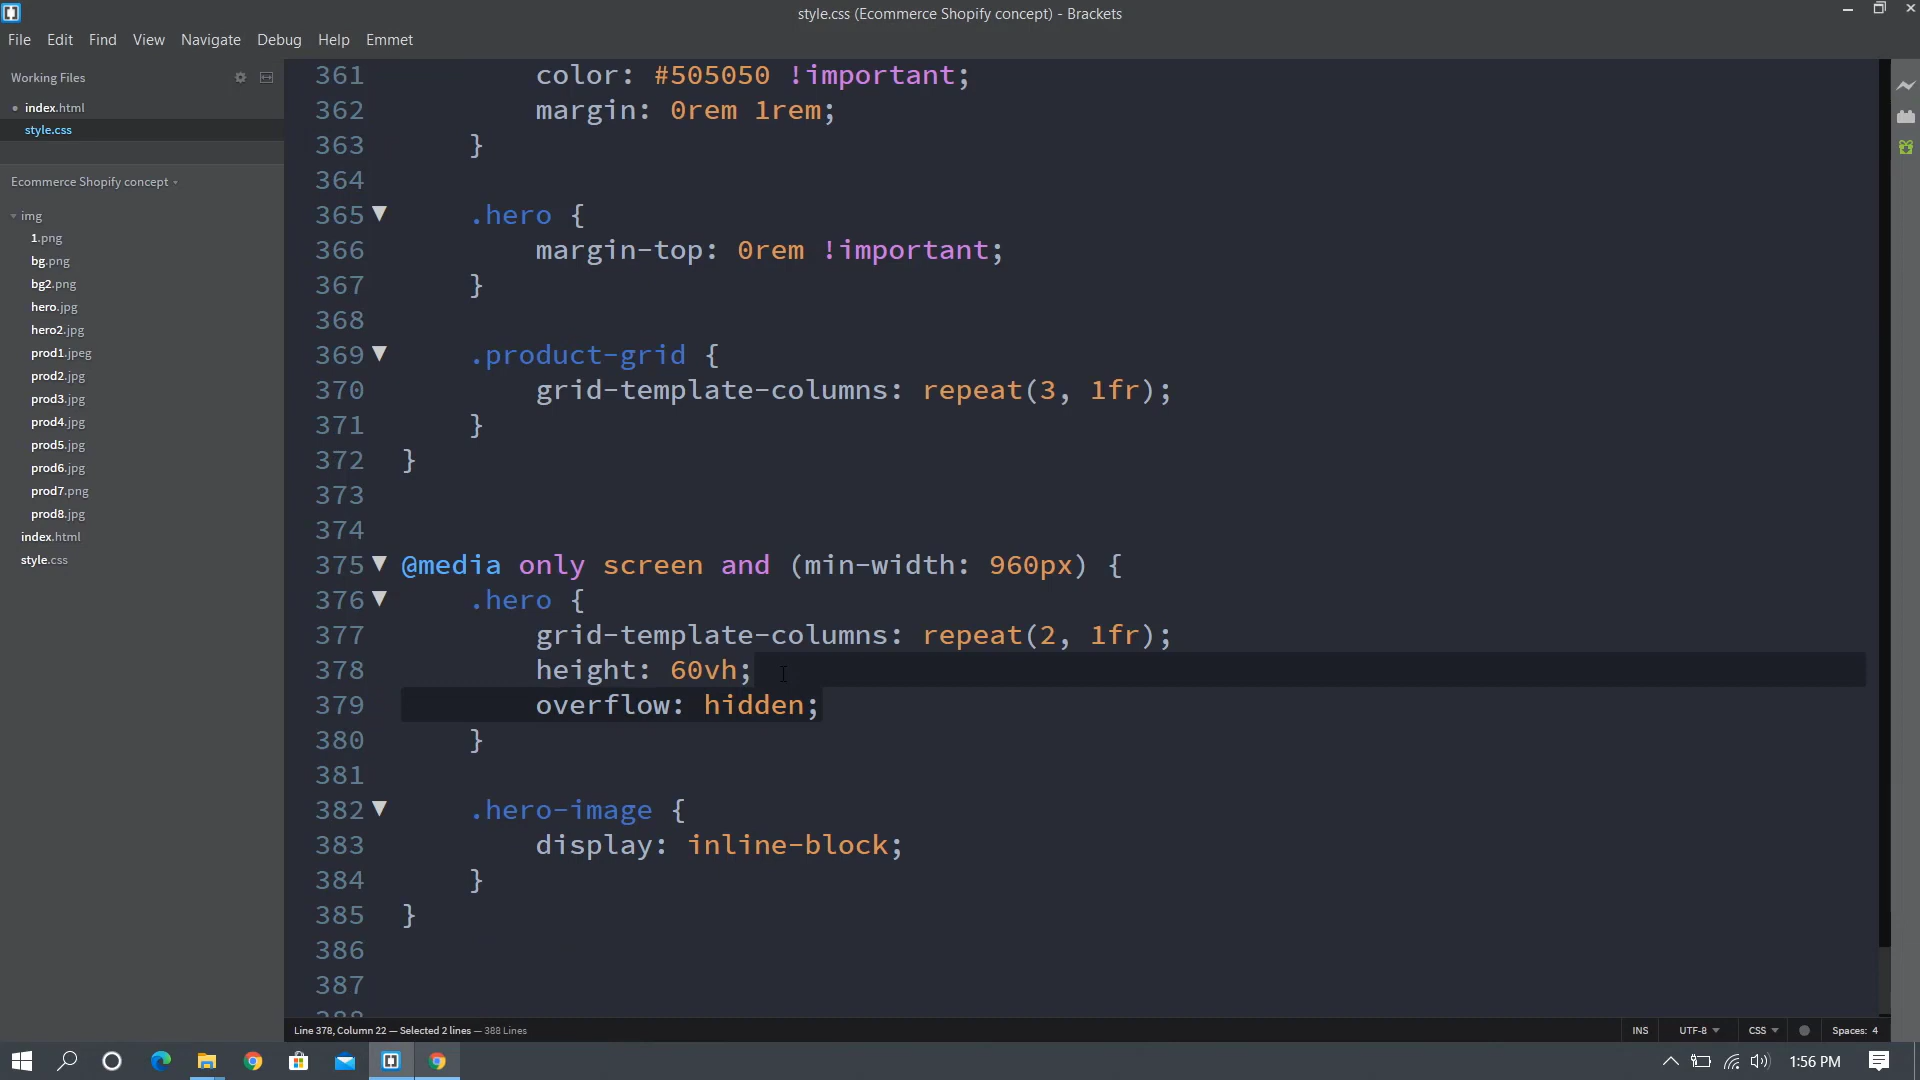 style.css (Ecommerce Shopify concept) - Brackets
File Edit Find View Navigate Debug Help Emmet
Working Files
index.html
style.css
Ecommerce Shopify concept
img
1.png
bg.png
bg2.png
hero.jpg
hero2.jpg
prod1.jpeg
prod2.jpg
prod3.jpg
prod4.jpg
prod5.jpg
prod6.jpg
prod7.png
prod8.jpg
index.html
style.css
361 color: #505050 !important;
362 margin: 0rem 1rem;
363 }
364
365 .hero {
366 margin-top: 0rem !important;
367 }
368
369 .product-grid {
370 grid-template-columns: repeat(3, 1fr);
371 }
372 }
373
374
375 @media only screen and (min-width: 960px) {
376 .hero {
377 grid-template-columns: repeat(2, 1fr);
378 height: 60vh;
379 overflow: hidden;
380 }
381
382 .hero-image {
383 display: inline-block;
384 }
385 }
386
387
388
Line 378, Column 22 — Selected 2 lines — 388 Lines
INS UTF-8 CSS Spaces: 4
1:56 PM